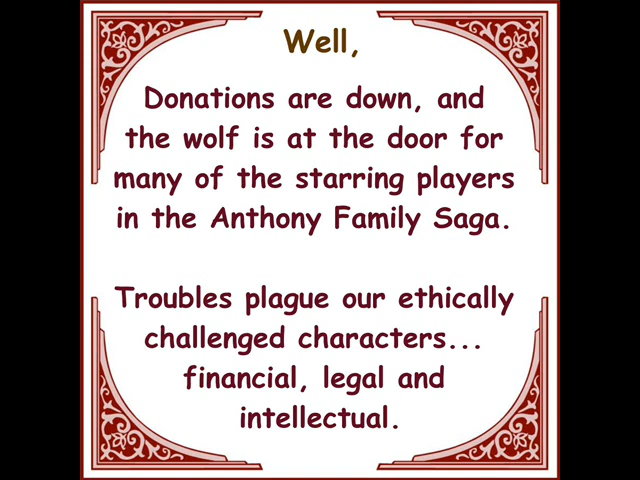 Well,
Donations are down, and
the wolf is at the door for
many of the starring players
in the Anthony Family Saga.
Troubles plague our ethically
challenged characters...
financial, legal and
intellectual.